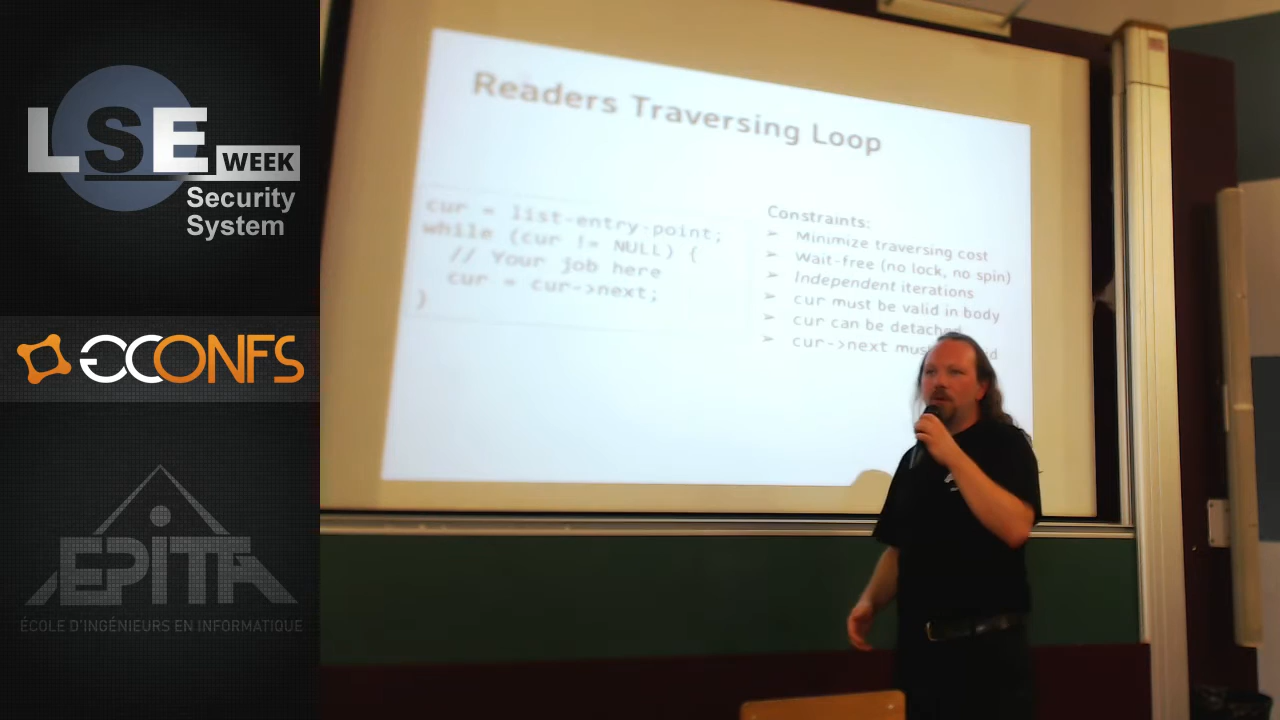 LSE
WEEK
Security
System
CONFS
EPITA
ÉCOLE D'INGÉNIEURS EN INFORMATIQUE
Readers Traversing Loop
cur = list-entry-point;
while (cur != NULL) {
// Your job here
cur = cur->next;
}
Constraints:
➢ Minimize traversing cost
➢ Wait-free (no lock, no spin)
➢ Independent iterations
➢ cur must be valid in body
➢ cur can be detached
➢ cur->next must